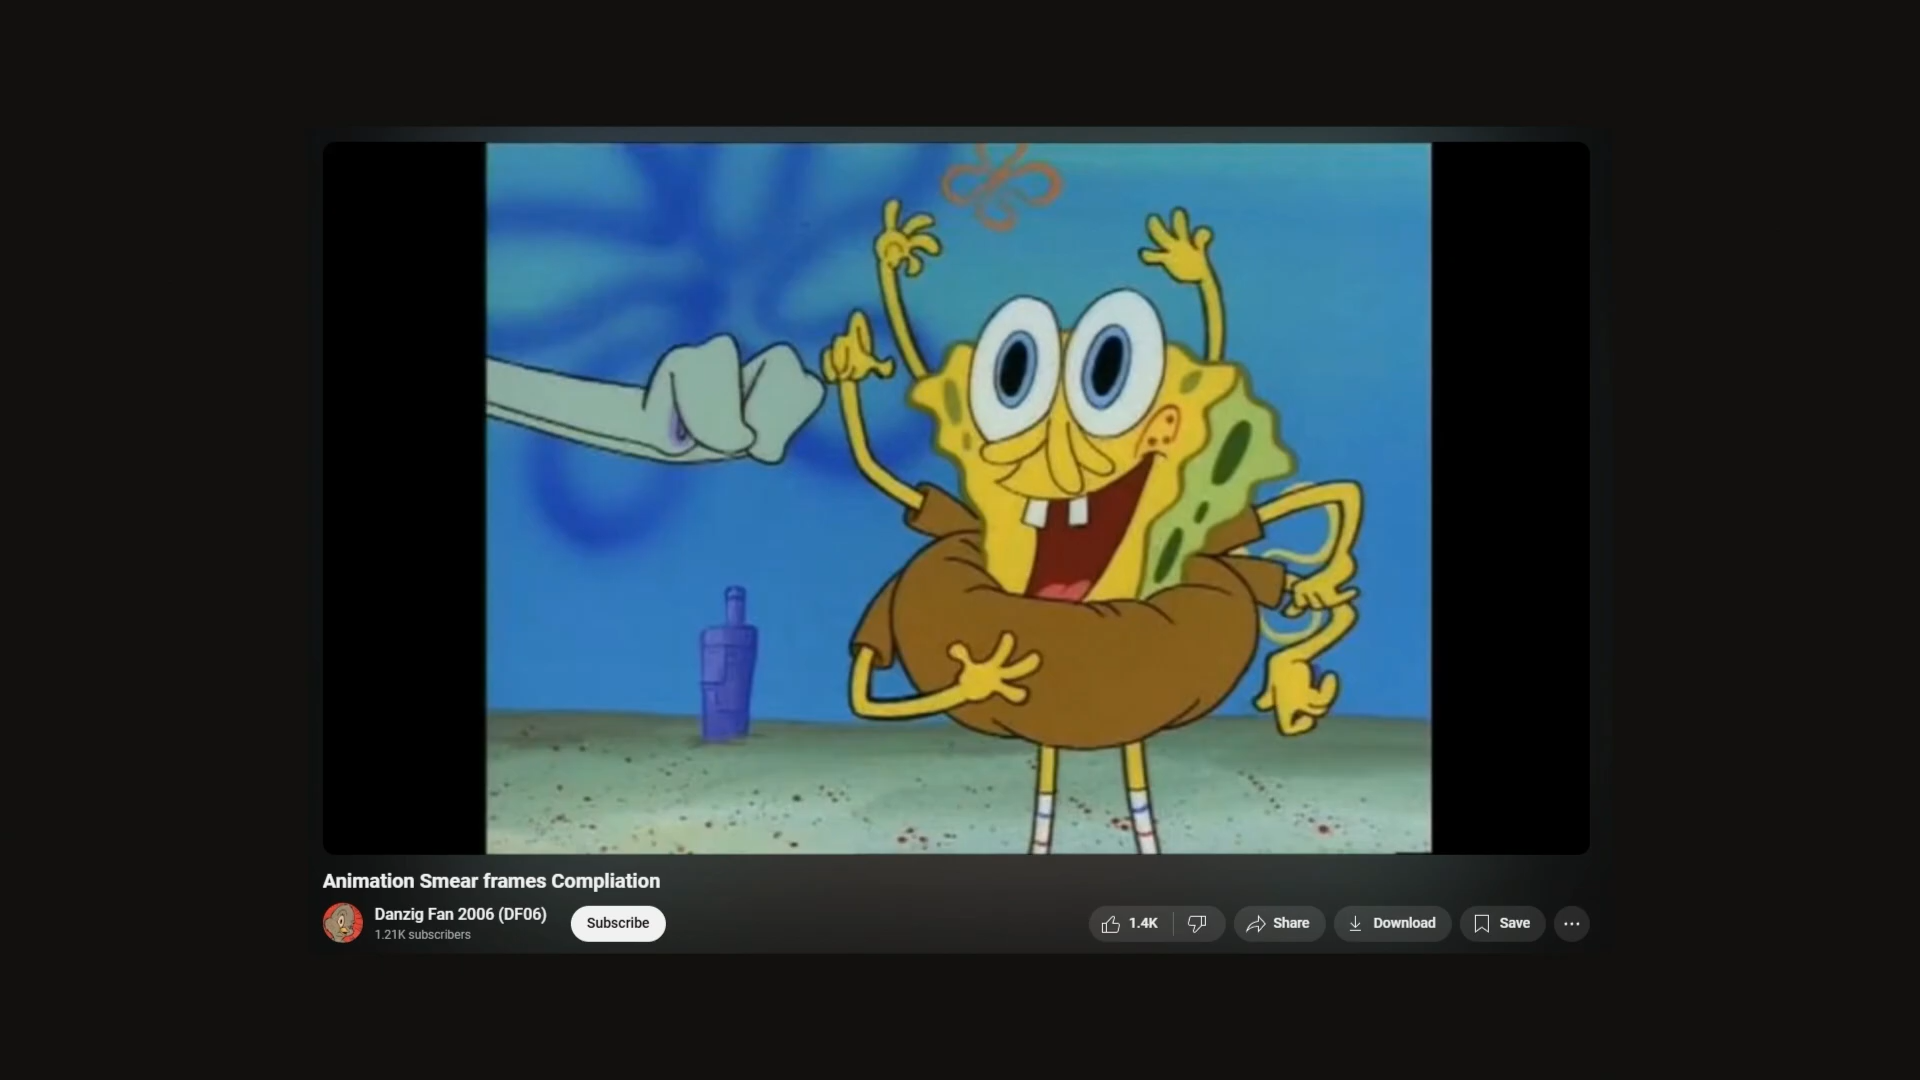 Animation Smear frames Compliation
Danzig Fan 2006 (DF06)
1.21K subscribers
Subscribe
1.4K
Share
Download
Save